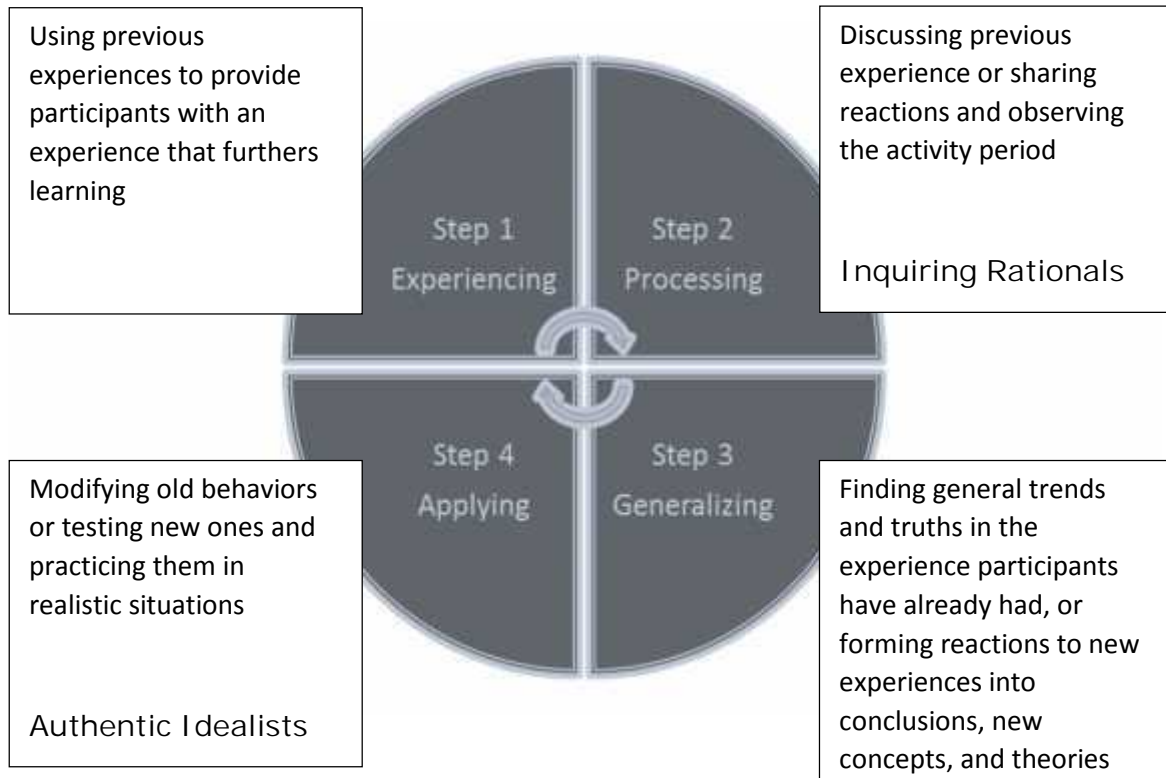 Using previous
experiences to provide
participants with an
experience that furthers
learning
Discussing previous
experience or sharing
reactions and observing
the activity period
Inquiring Rationals
Step 1
Experiencing
Step 2
Processing
Step 4
Applying
Step 3
Generalizing
Modifying old behaviors
or testing new ones and
practicing them in
realistic situations
Authentic Idealists
Finding general trends
and truths in the
experience participants
have already had, or
forming reactions to new
experiences into
conclusions, new
concepts, and theories